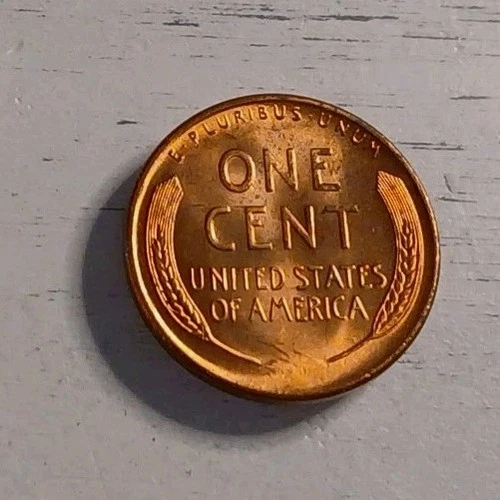 E·PLURIBUS·UNUM
ONE
CENT
UNITED STATES
OF AMERICA